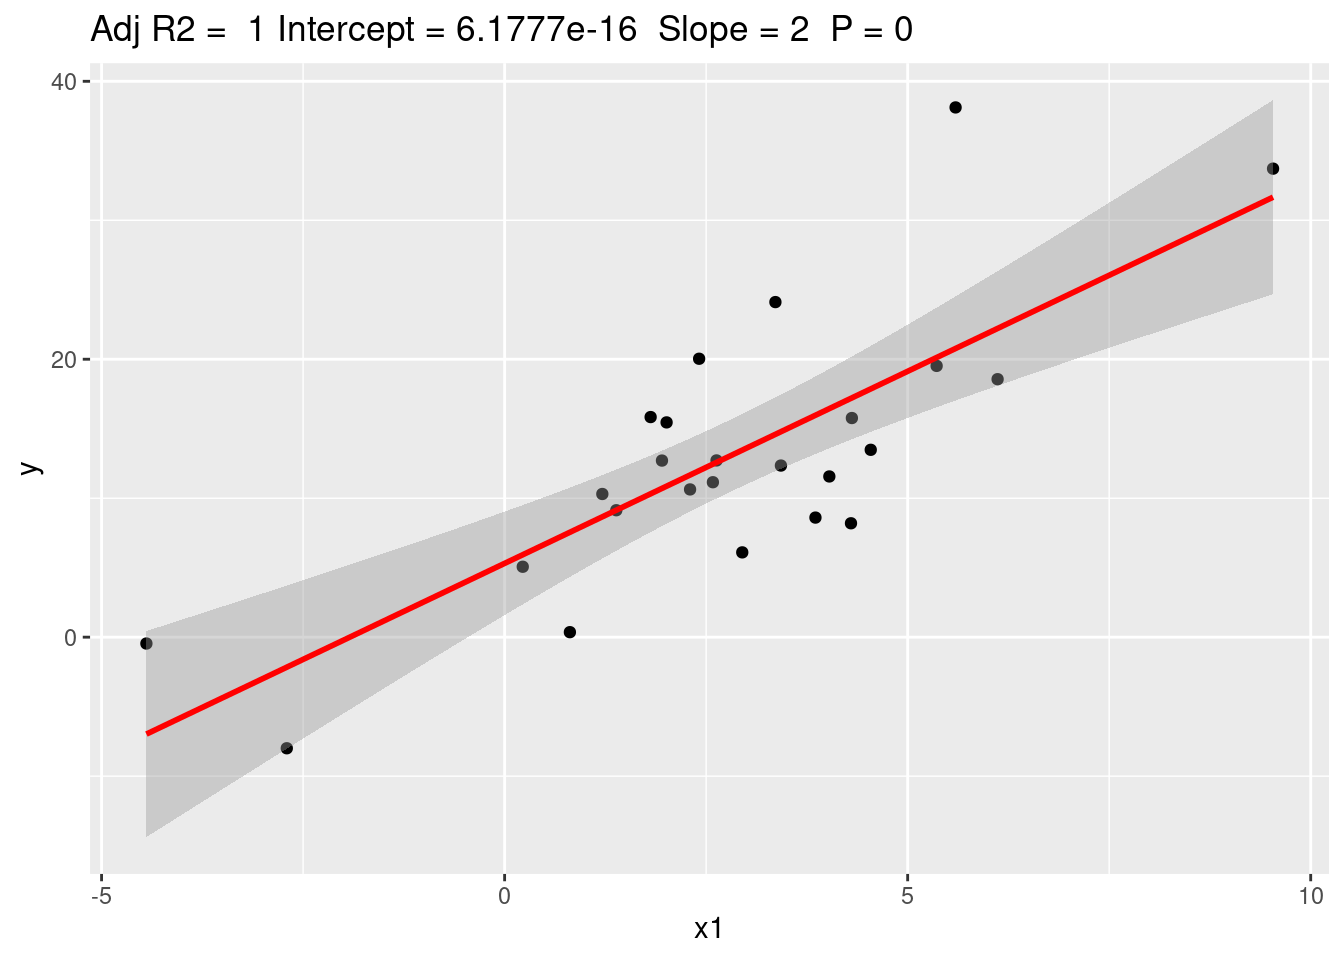 Adj R2 =  1 Intercept = 6.1777e-16  Slope = 2  P = 0
40
20
0
y
-5
0
5
10
x1